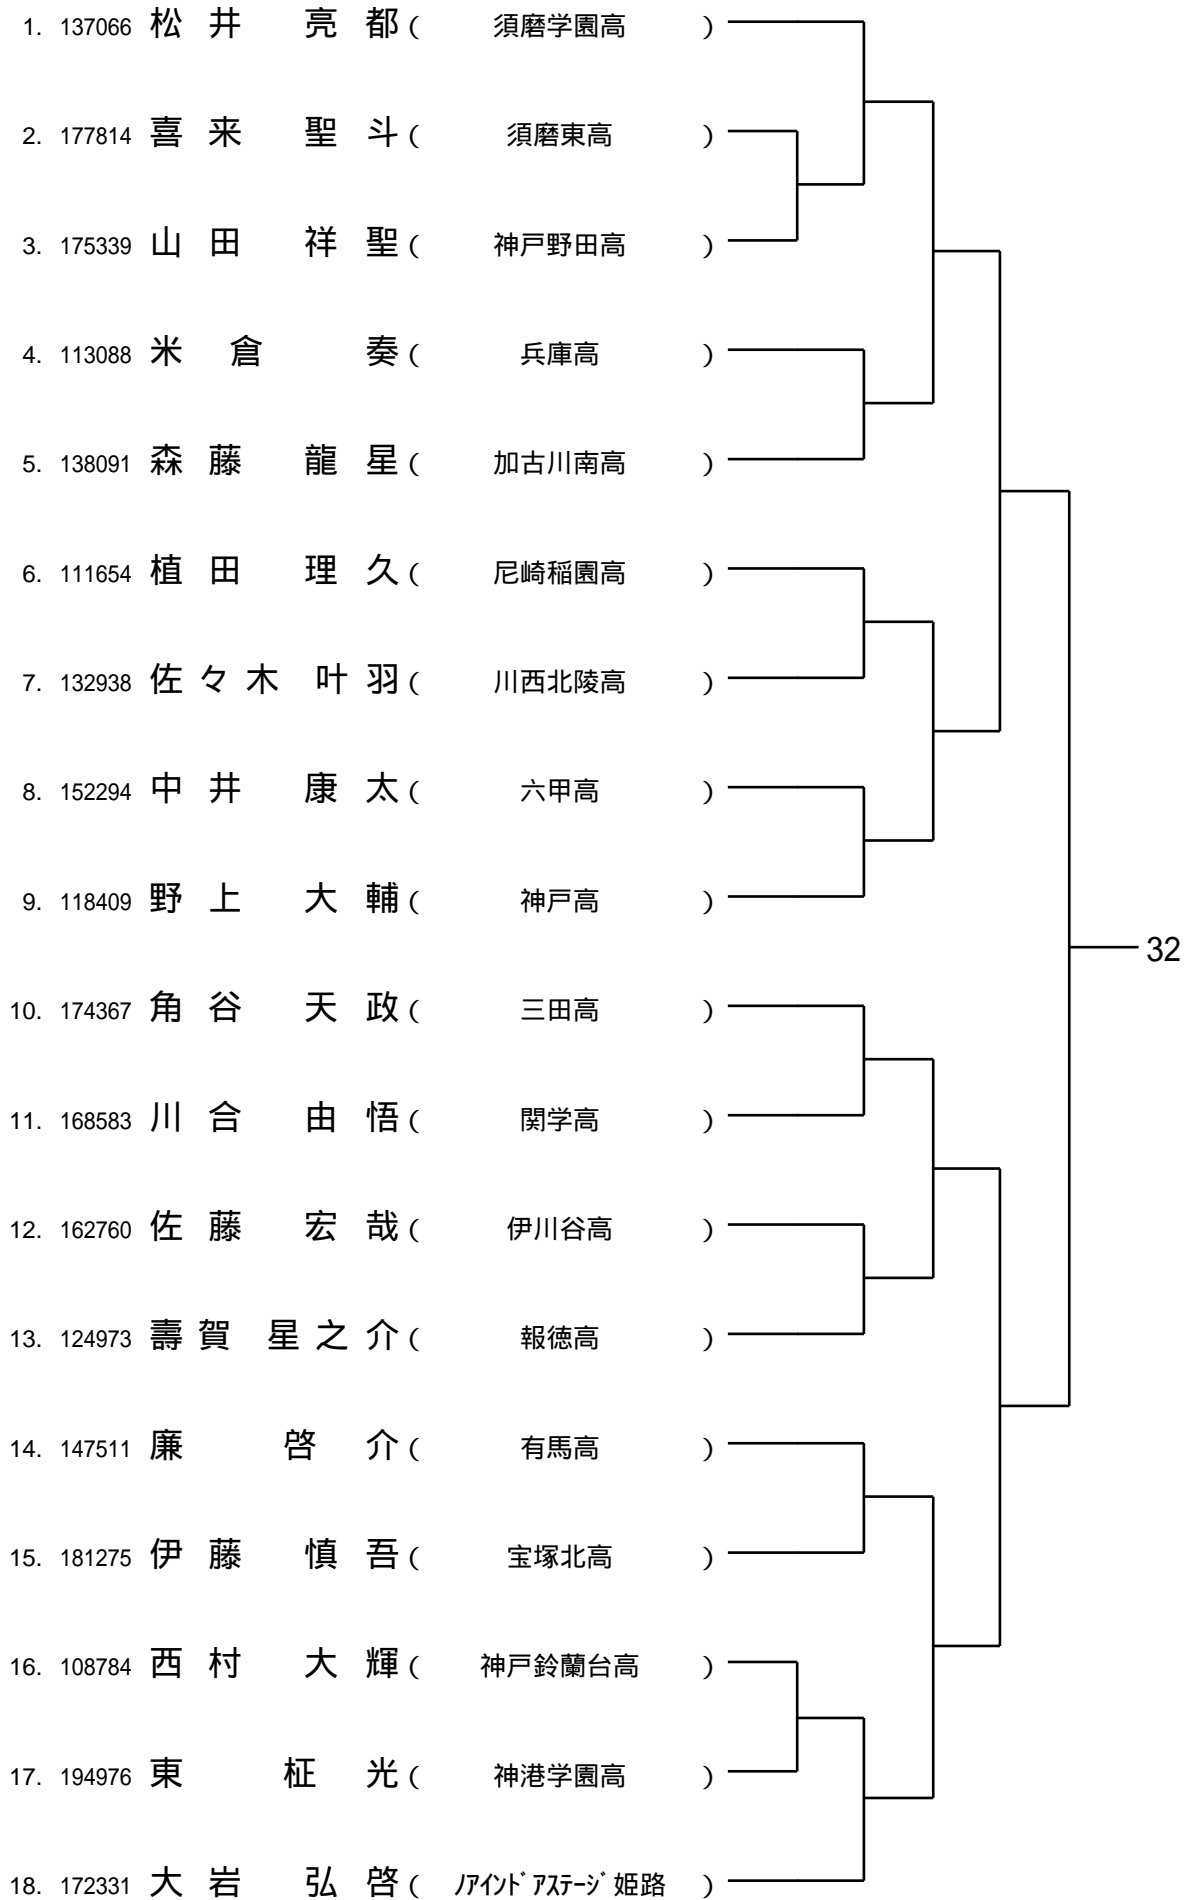 1. 137066 松井 亮都 ( 須磨学園高 )
2. 177814 喜来 聖斗 ( 須磨東高 )
3. 175339 山田 祥聖 ( 神戸野田高 )
4. 113088 米倉 奏 ( 兵庫高 )
5. 138091 森藤 龍星 ( 加古川南高 )
6. 111654 植田 理久 ( 尼崎稲園高 )
7. 132938 佐々木 叶羽 ( 川西北陵高 )
8. 152294 中井 康太 ( 六甲高 )
9. 118409 野上 大輔 ( 神戸高 )
32
10. 174367 角谷 天政 ( 三田高 )
11. 168583 川合 由悟 ( 関学高 )
12. 162760 佐藤 宏哉 ( 伊川谷高 )
13. 124973 壽賀 星之介 ( 報徳高 )
14. 147511 廉 啓介 ( 有馬高 )
15. 181275 伊藤 慎吾 ( 宝塚北高 )
16. 108784 西村 大輝 ( 神戸鈴蘭台高 )
17. 194976 東 柾光 ( 神港学園高 )
18. 172331 大岩 弘啓 ( ﾉｱｲﾝﾄﾞｱｽﾃｰｼﾞ姫路 )